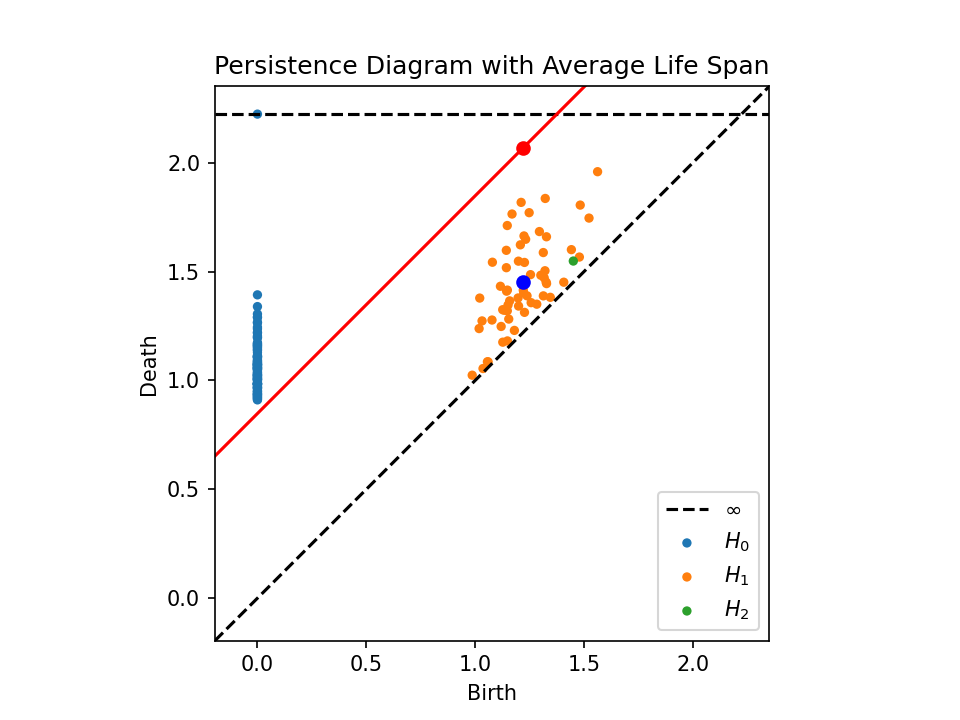 Persistence Diagram with Average Life Span
Death
2.0
1.5
1.0
0.5
0.0
∞
H₀
H₁
H₂
0.0 0.5 1.0 1.5 2.0
Birth